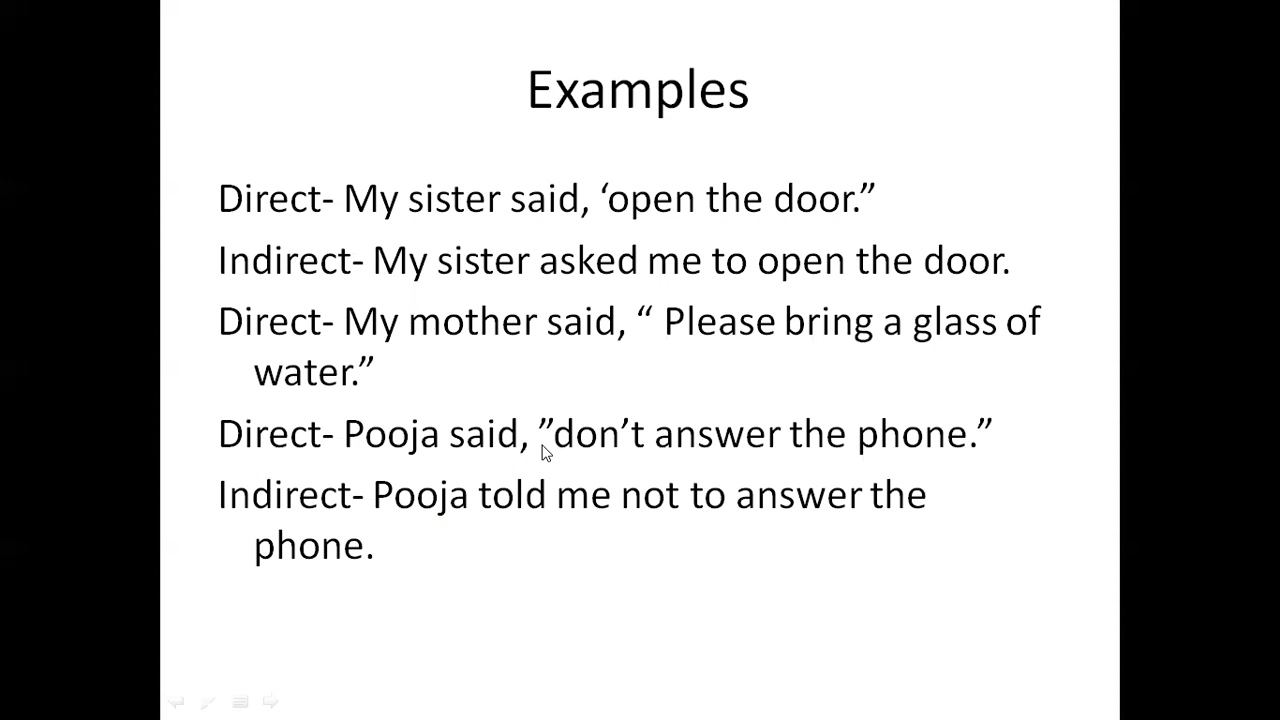 Examples
Direct- My sister said, ‘open the door.”
Indirect- My sister asked me to open the door.
Direct- My mother said, “ Please bring a glass of
water.”
Direct- Pooja said, ”don’t answer the phone.”
Indirect- Pooja told me not to answer the
phone.